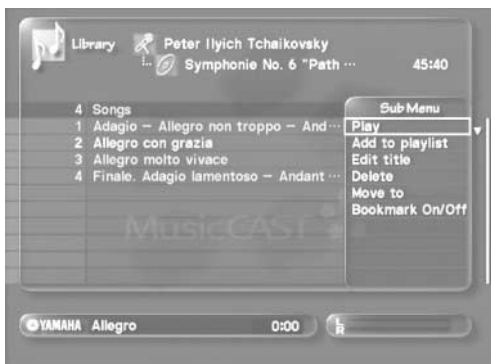 Library
Peter Ilyich Tchaikovsky
Symphonie No. 6 "Path ··· 45:40
4 Songs
1 Adagio – Allegro non troppo – And ···
2 Allegro con grazia
3 Allegro molto vivace
4 Finale. Adagio lamentoso – Andant ···
Sub Menu
Play
Add to playlist
Edit title
Delete
Move to
Bookmark On/Off
MusicCAST
YAMAHA Allegro 0:00
L
R